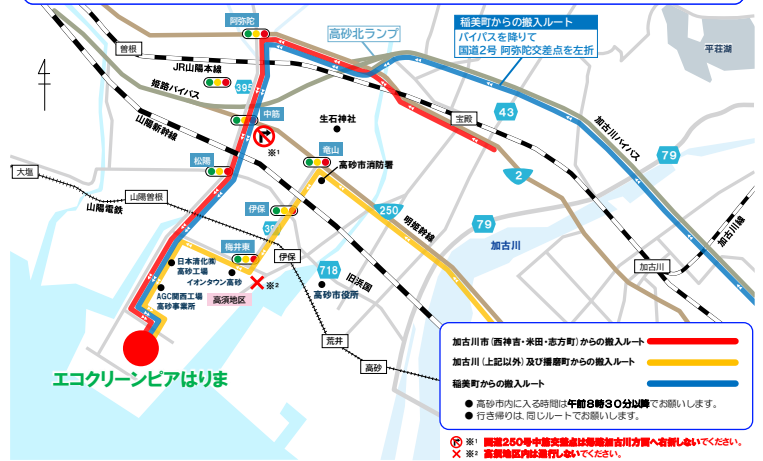 阿弥陀
曽根
JR山陽本線
高砂北ランプ
稲美町からの搬入ルート
バイパスを降りて
国道2号 阿弥陀交差点を左折
平荘湖
395
姫路バイパス
中筋
山陽新幹線
※1
生石神社
宝殿
43
加古川バイパス
79
松陽
竜山
高砂市消防署
2
大塩
山陽曽根
山陽電鉄
伊保
250
明姫幹線
79
加古川
加古川線
梅井東
伊保
718
旧浜国
加古川
日本清化㈱
高砂工場
イオンタウン高砂
※2
高須地区
高砂市役所
AGC関西工場
高砂事業所
荒井
高砂
エコクリーンピアはりま
加古川市(西神吉・米田・志方町)からの搬入ルート
加古川(上記以外)及び播磨町からの搬入ルート
稲美町からの搬入ルート
● 高砂市内に入る時間は午前8時30分以降でお願いします。
● 行き帰りは、同じルートでお願いします。
※1 国道250号中筋交差点は姫路加古川方面へ右折しないでください。
※2 高須地区内は通行しないでください。